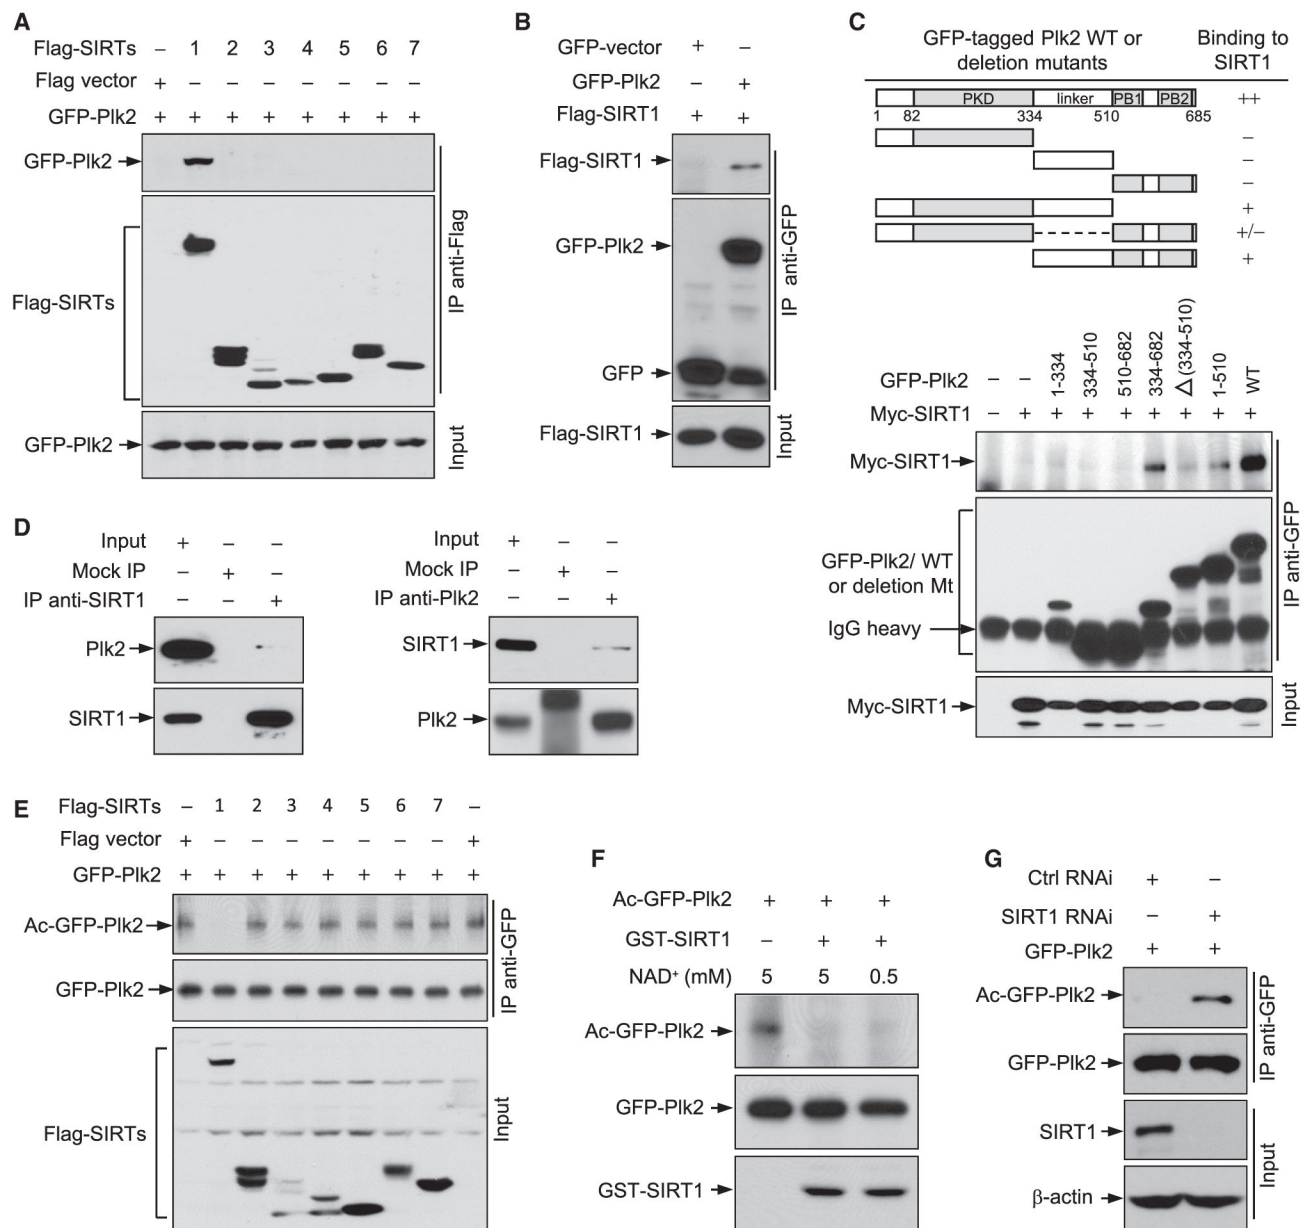 A
Flag-SIRTs – 1 2 3 4 5 6 7
Flag vector + – – – – – – –
GFP-Plk2 + + + + + + + +
GFP-Plk2
Flag-SIRTs
IP anti-Flag
GFP-Plk2
Input
B
GFP-vector + –
GFP-Plk2 – +
Flag-SIRT1 + +
Flag-SIRT1
GFP-Plk2
GFP
IP anti-GFP
Flag-SIRT1
Input
C
GFP-tagged Plk2 WT or
deletion mutants
Binding to
SIRT1
PKD linker PB1 PB2 ++
1 82 334 510 685
–
–
–
+
+/–
+
GFP-Plk2 – – 1-334 334-510 510-682 334-682 Δ(334-510) 1-510 WT
Myc-SIRT1 – + + + + + + + +
Myc-SIRT1
GFP-Plk2/ WT
or deletion Mt
IgG heavy
IP anti-GFP
Myc-SIRT1
Input
D
Input + – –
Mock IP – + –
IP anti-SIRT1 – – +
Plk2
SIRT1
Input + – –
Mock IP – + –
IP anti-Plk2 – – +
SIRT1
Plk2
E
Flag-SIRTs – 1 2 3 4 5 6 7 –
Flag vector + – – – – – – – +
GFP-Plk2 + + + + + + + + +
Ac-GFP-Plk2
GFP-Plk2
IP anti-GFP
Flag-SIRTs
Input
F
Ac-GFP-Plk2 + + +
GST-SIRT1 – + +
NAD⁺ (mM) 5 5 0.5
Ac-GFP-Plk2
GFP-Plk2
GST-SIRT1
G
Ctrl RNAi + –
SIRT1 RNAi – +
GFP-Plk2 + +
Ac-GFP-Plk2
GFP-Plk2
IP anti-GFP
SIRT1
β-actin
Input